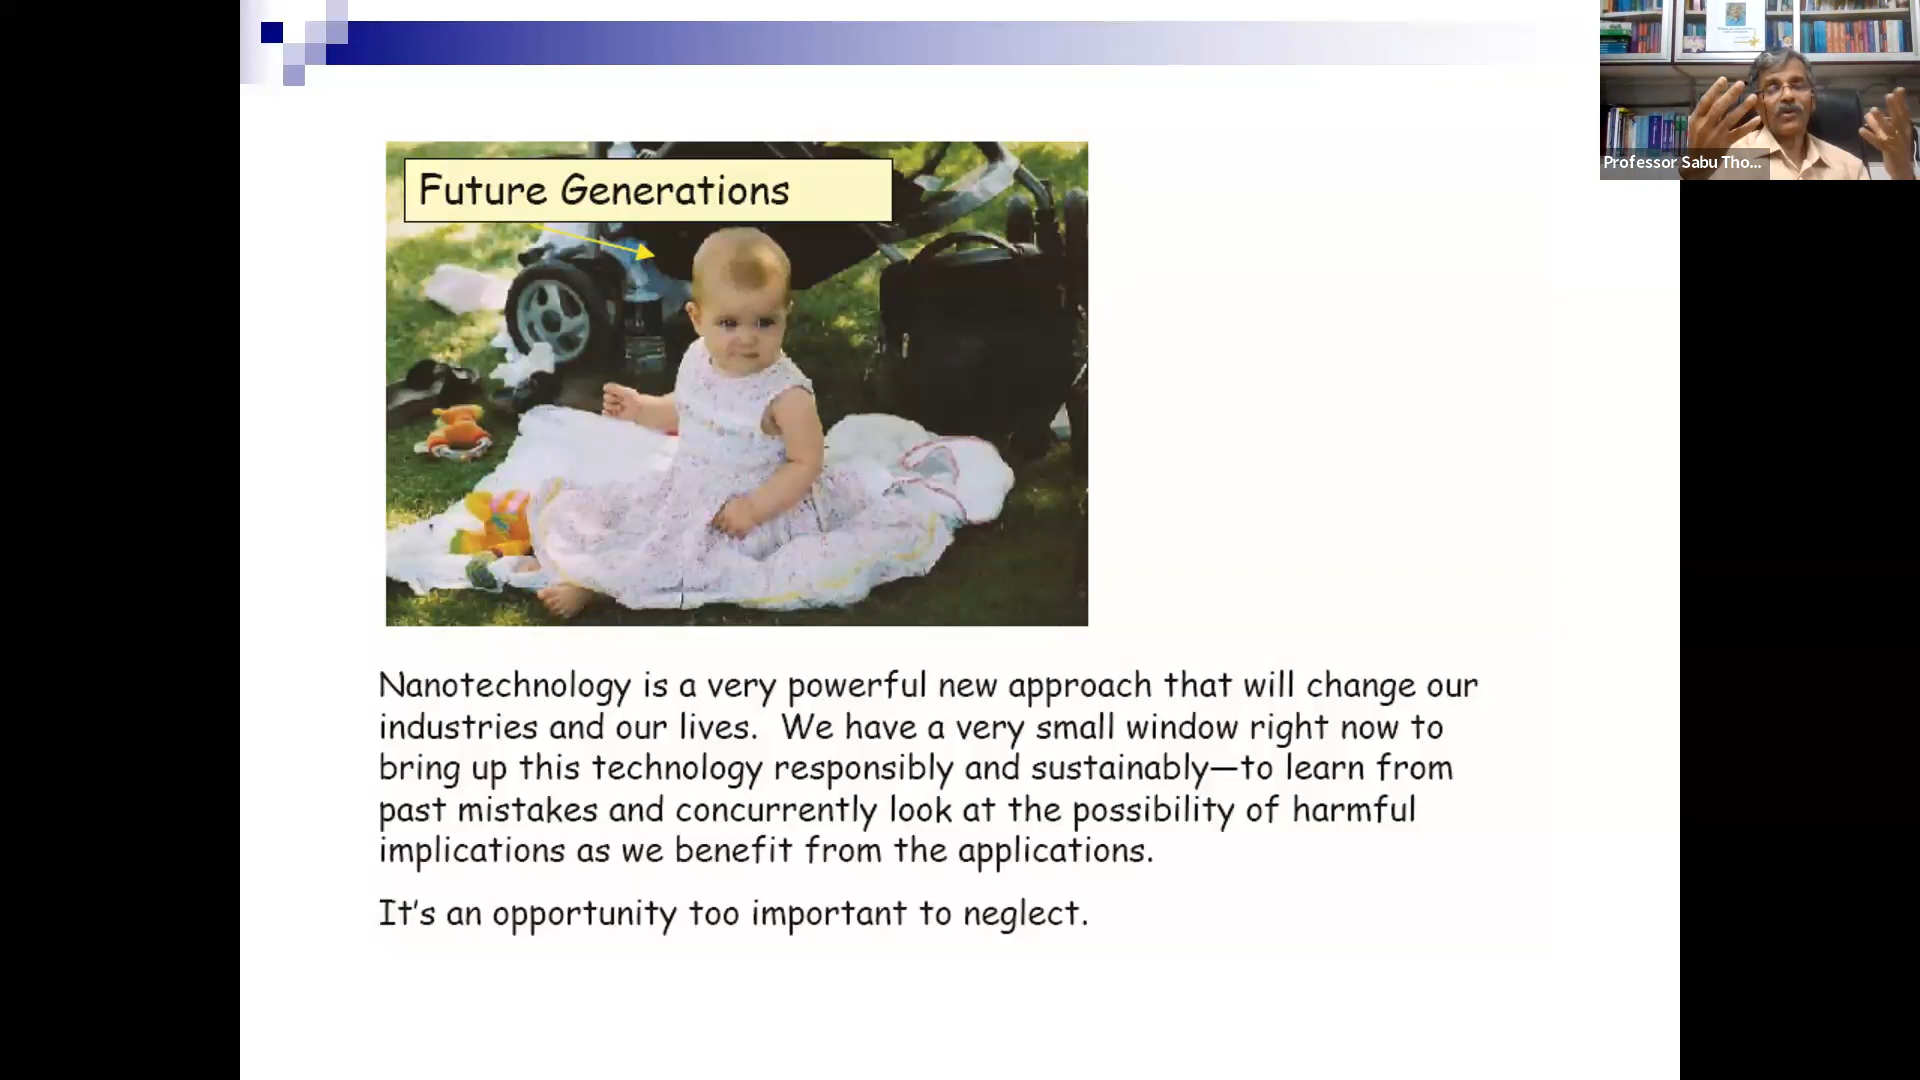 Future Generations
Professor Sabu Tho...
Nanotechnology is a very powerful new approach that will change our
industries and our lives.  We have a very small window right now to
bring up this technology responsibly and sustainably—to learn from
past mistakes and concurrently look at the possibility of harmful
implications as we benefit from the applications.
It's an opportunity too important to neglect.